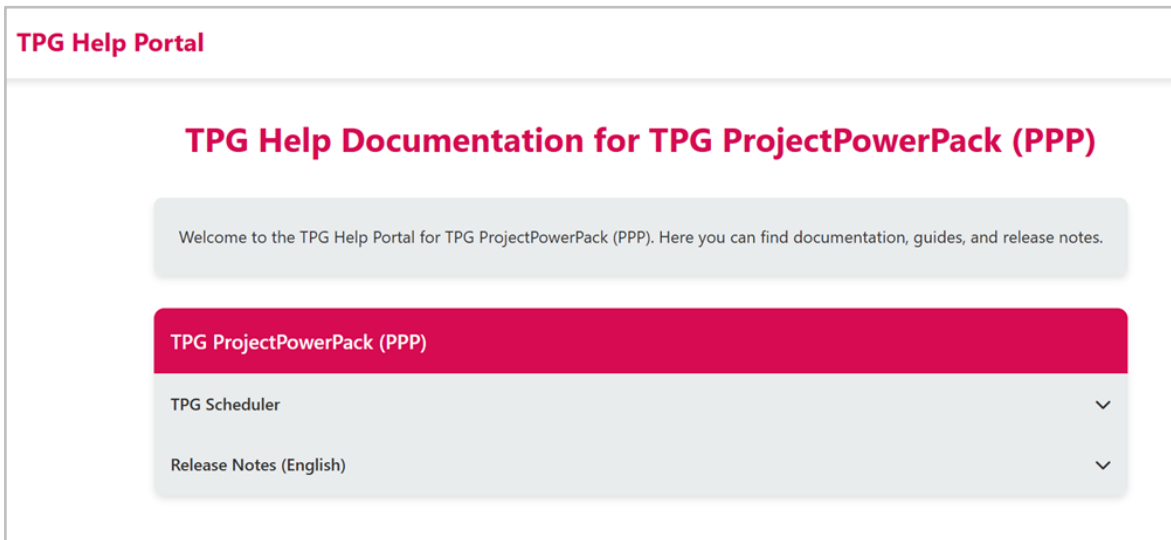 TPG Help Portal
TPG Help Documentation for TPG ProjectPowerPack (PPP)
Welcome to the TPG Help Portal for TPG ProjectPowerPack (PPP). Here you can find documentation, guides, and release notes.
TPG ProjectPowerPack (PPP)
TPG Scheduler
Release Notes (English)